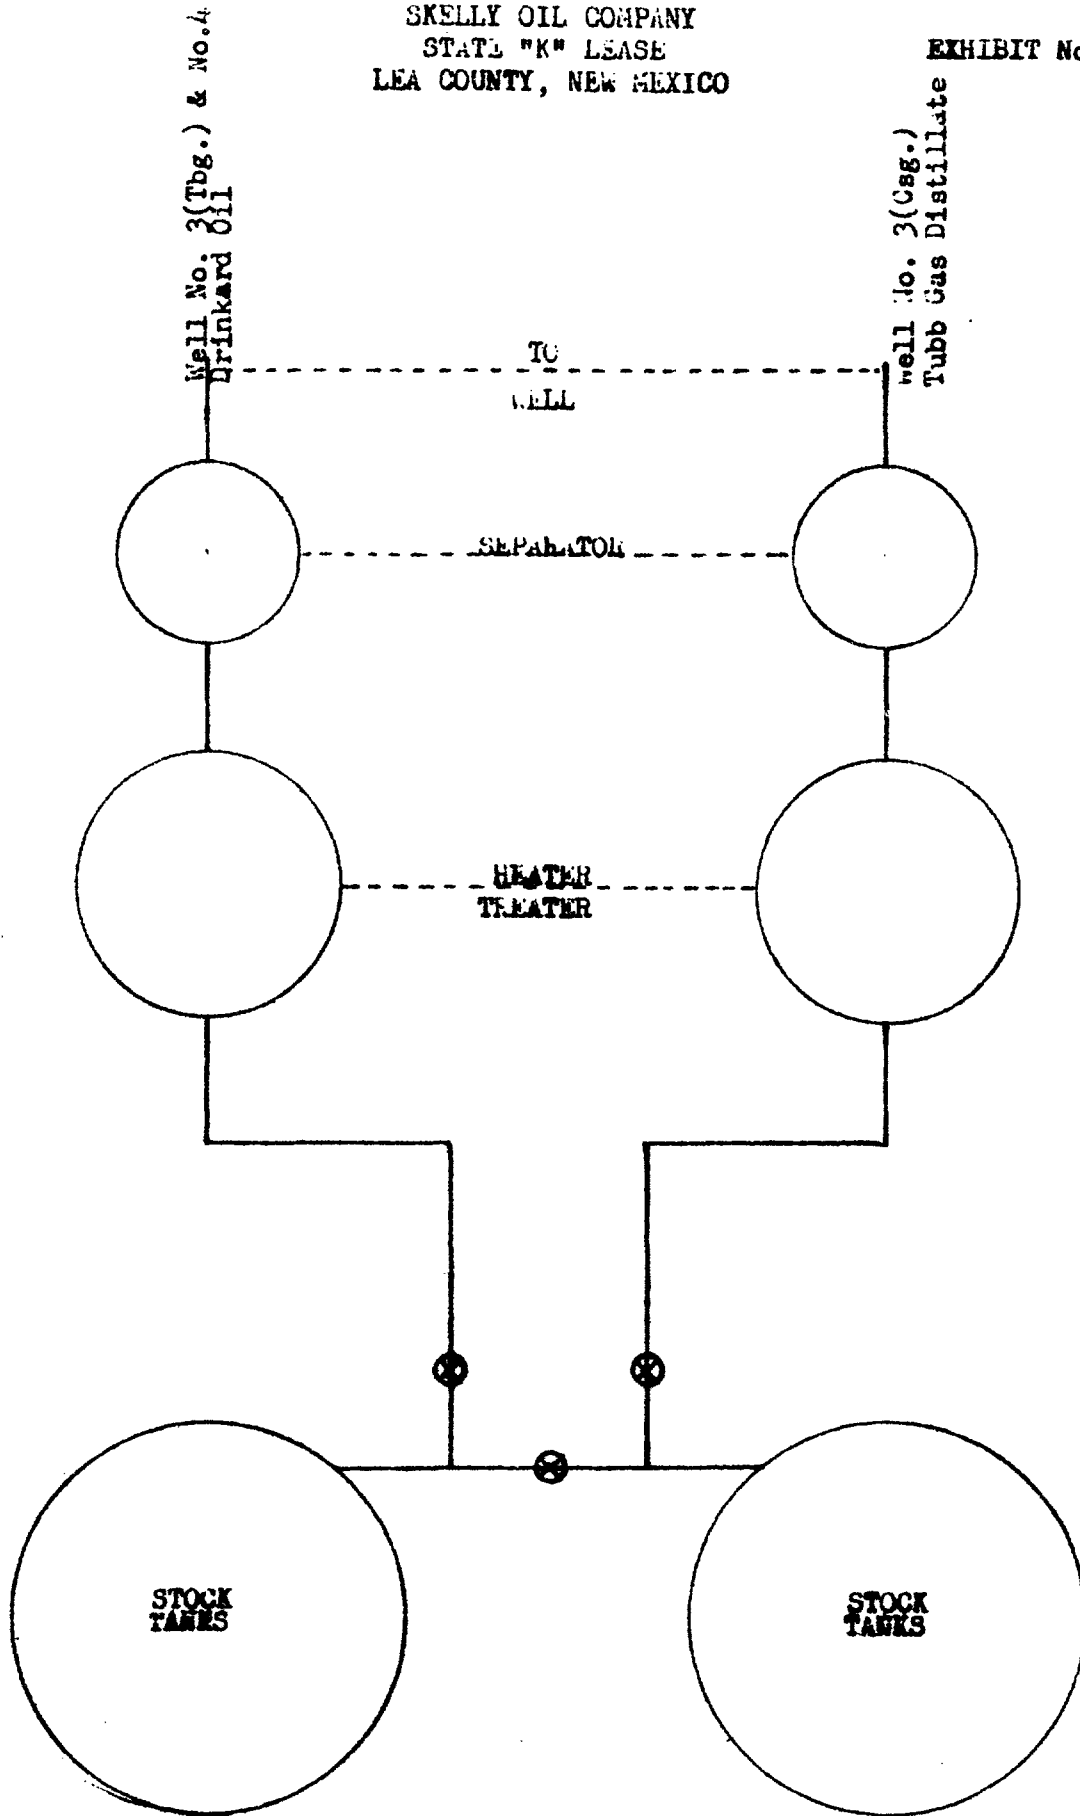 SKELLY OIL COMPANY
STATE "K" LEASE
LEA COUNTY, NEW MEXICO
EXHIBIT No
Well No. 3(Tbg.) & No.4
Drinkard Oil
Well No. 3(Csg.)
Tubb Gas Distillate
TO
WELL
SEPARATOR
HEATER
TREATER
STOCK
TANKS
STOCK
TANKS